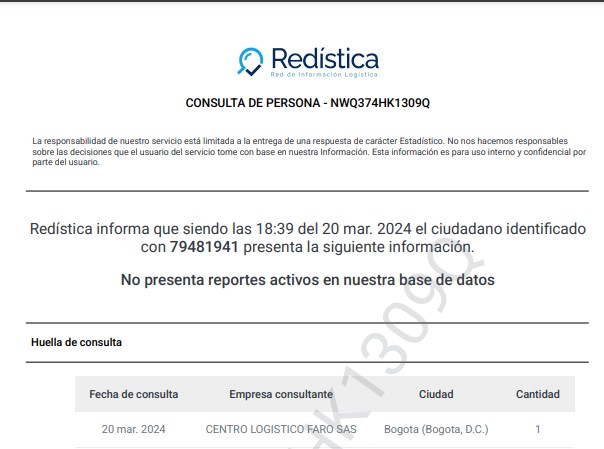 Redística
Red de Información Logística
CONSULTA DE PERSONA - NWQ374HK1309Q
La responsabilidad de nuestro servicio está limitada a la entrega de una respuesta de carácter Estadístico. No nos hacemos responsables
sobre las decisiones que el usuario del servicio tome con base en nuestra Información. Esta información es para uso interno y confidencial por
parte del usuario.
Redística informa que siendo las 18:39 del 20 mar. 2024 el ciudadano identificado
con 79481941 presenta la siguiente información.
No presenta reportes activos en nuestra base de datos
Huella de consulta
Fecha de consulta Empresa consultante Ciudad Cantidad
20 mar. 2024 CENTRO LOGISTICO FARO SAS Bogota (Bogota, D.C.) 1
HK1309Q